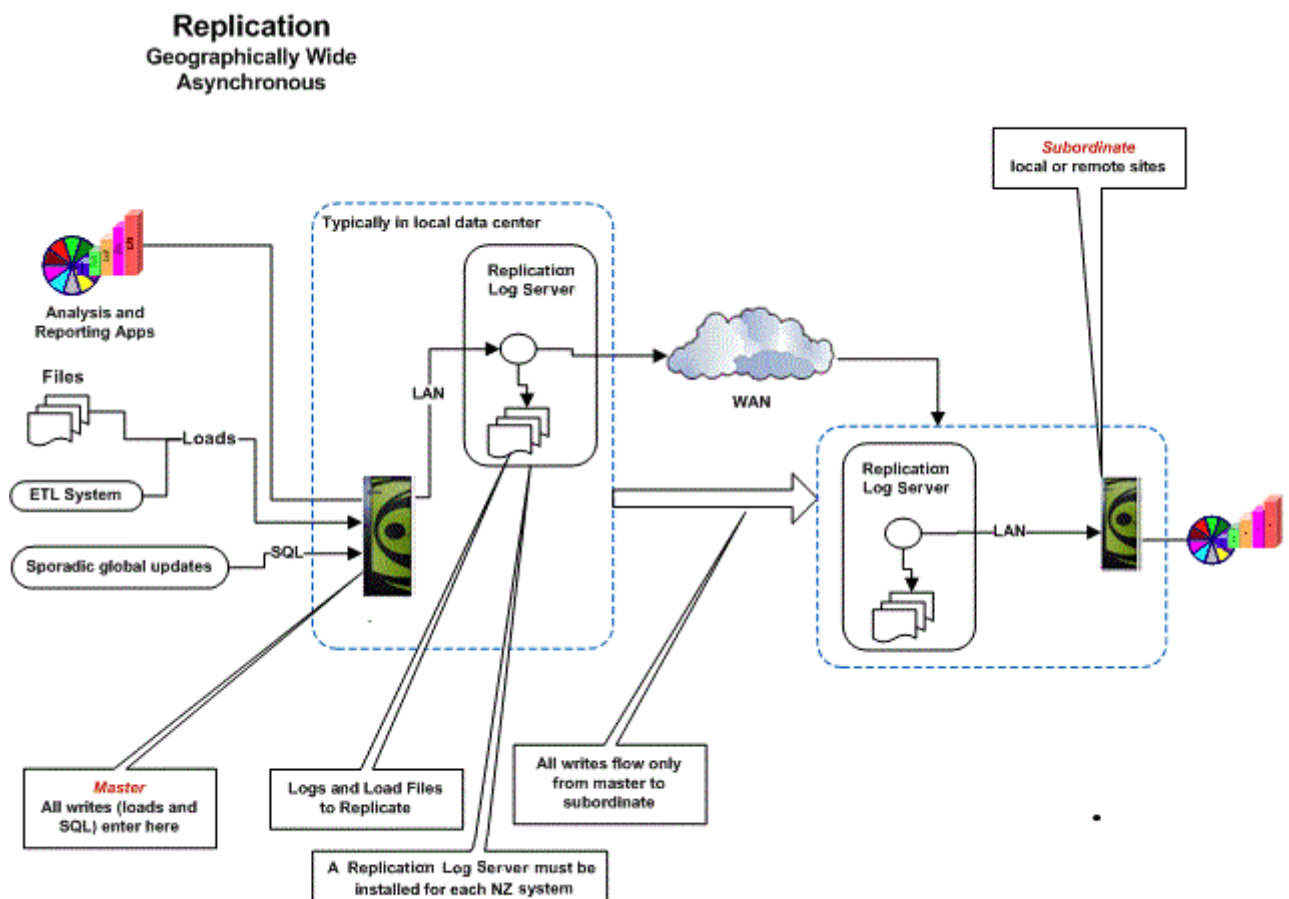 Replication
Geographically Wide
Asynchronous
Subordinate
local or remote sites
Typically in local data center
Replication
Log Server
Analysis and
Reporting Apps
Files
LAN
WAN
Loads
Replication
Log Server
ETL System
LAN
SQL
Sporadic global updates
Master
All writes (loads and
SQL) enter here
Logs and Load Files
to Replicate
All writes flow only
from master to
subordinate
A Replication Log Server must be
installed for each NZ system